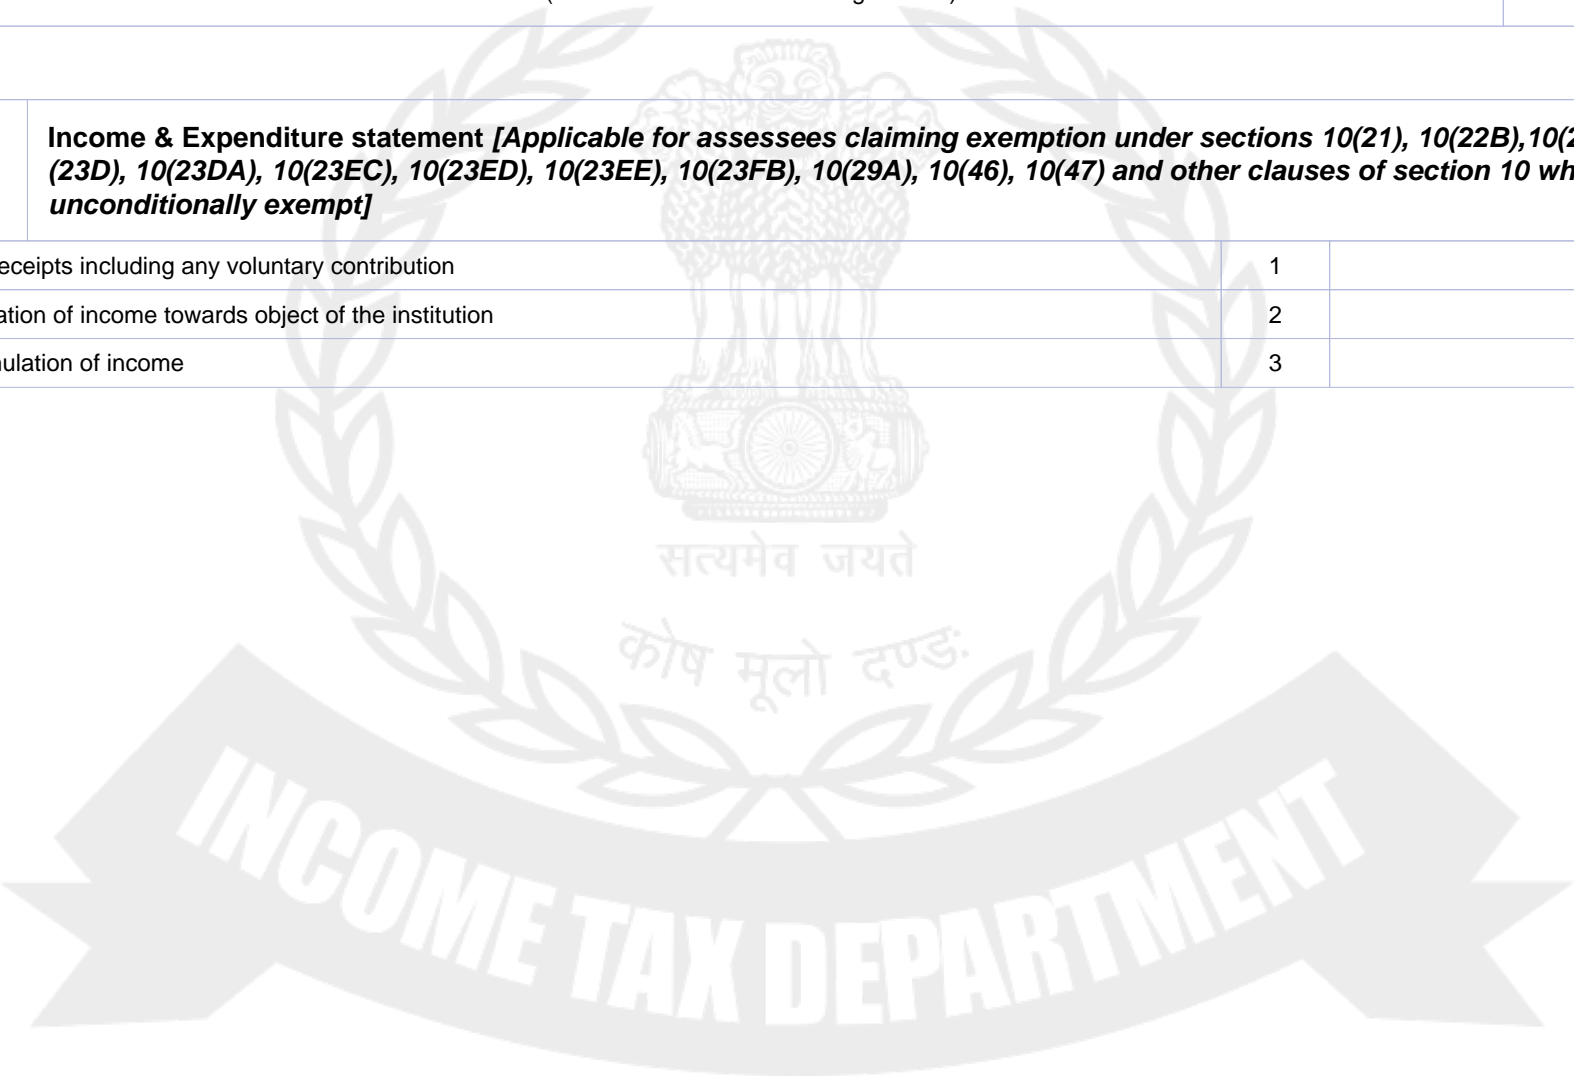 Income & Expenditure statement [Applicable for assessees claiming exemption under sections 10(21), 10(22B),10(2
(23D), 10(23DA), 10(23EC), 10(23ED), 10(23EE), 10(23FB), 10(29A), 10(46), 10(47) and other clauses of section 10 wh
unconditionally exempt]
eceipts including any voluntary contribution 1
ation of income towards object of the institution 2
ulation of income 3
सत्यमेव जयते
कोष मूलो दण्डः
INCOME TAX DEPARTMENT